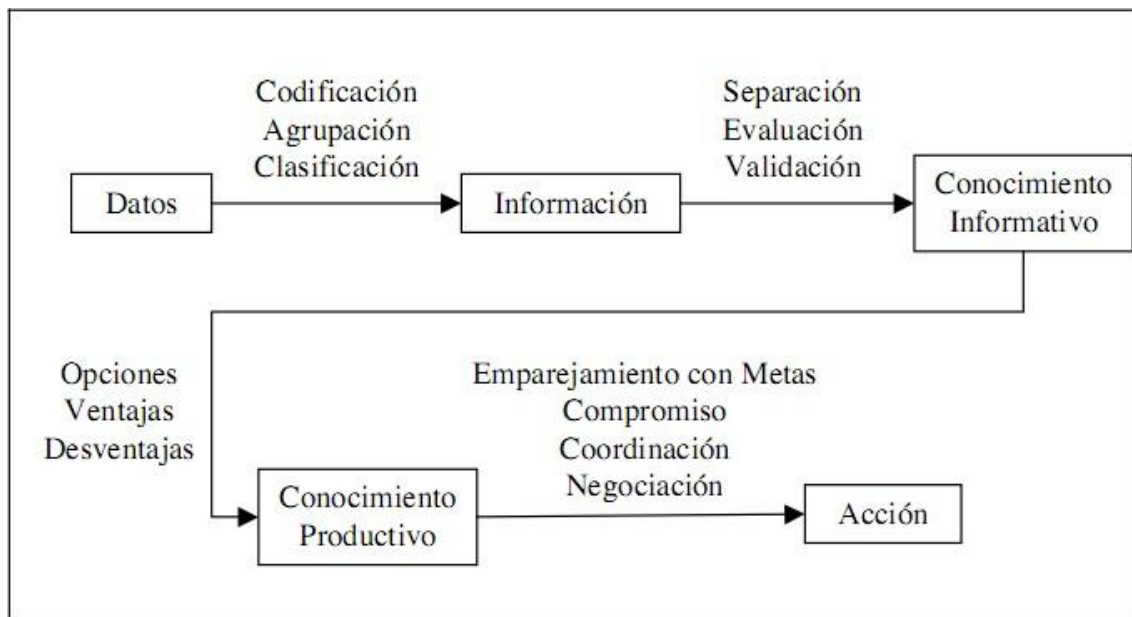 Codificación
Agrupación
Clasificación
Separación
Evaluación
Validación
Datos
Información
Conocimiento
Informativo
Opciones
Ventajas
Desventajas
Emparejamiento con Metas
Compromiso
Coordinación
Negociación
Conocimiento
Productivo
Acción